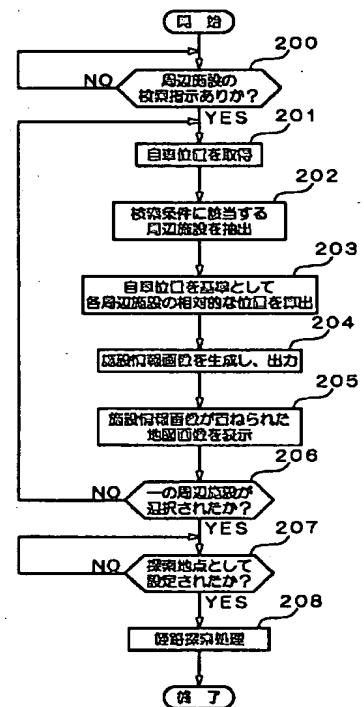 開 始
200
周辺施設の
検索指示ありか?
NO
YES
201
自車位置を取得
202
検索条件に該当する
周辺施設を抽出
203
自車位置を基準として
各周辺施設の相対的な位置を算出
204
施設情報画像を生成し、出力
205
施設情報画像が重ねられた
地図画像を表示
206
一の周辺施設が
選択されたか?
NO
YES
207
探索地点として
設定されたか?
NO
YES
208
経路探索処理
終 了